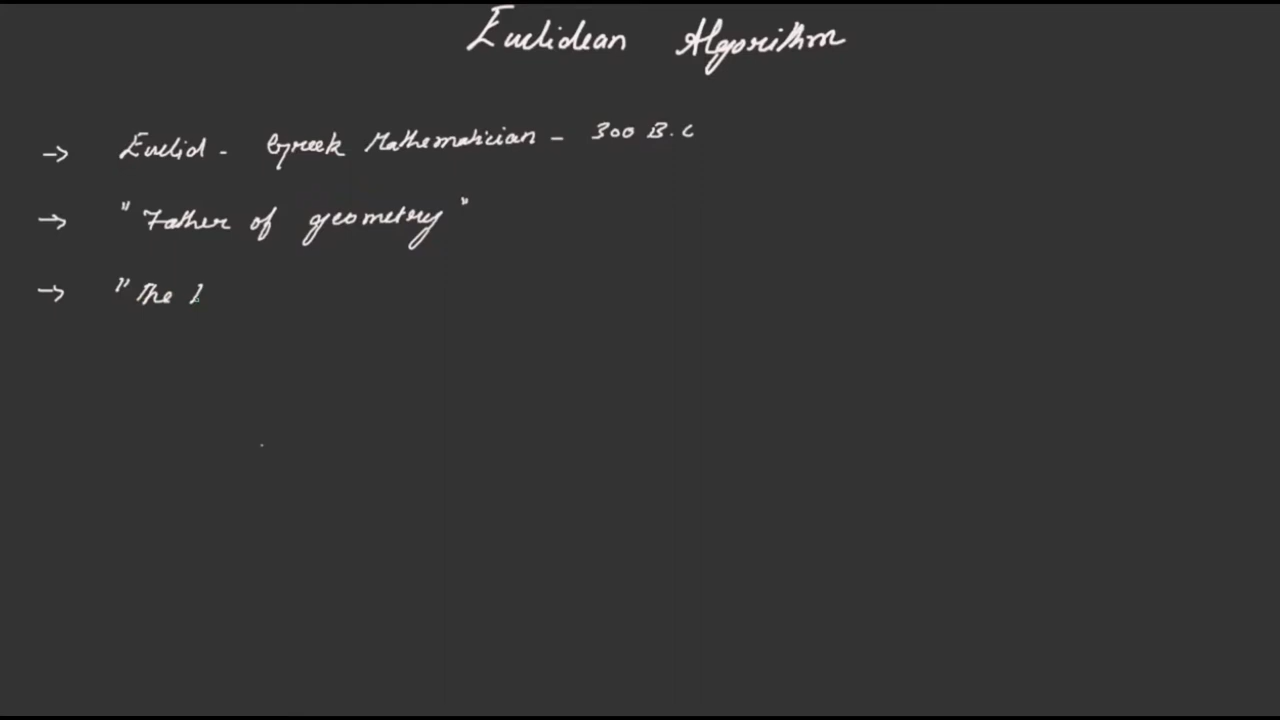 Euclidean Algorithm
→ Euclid - Greek Mathematician - 300 B.C
→ "Father of geometry"
→ "The